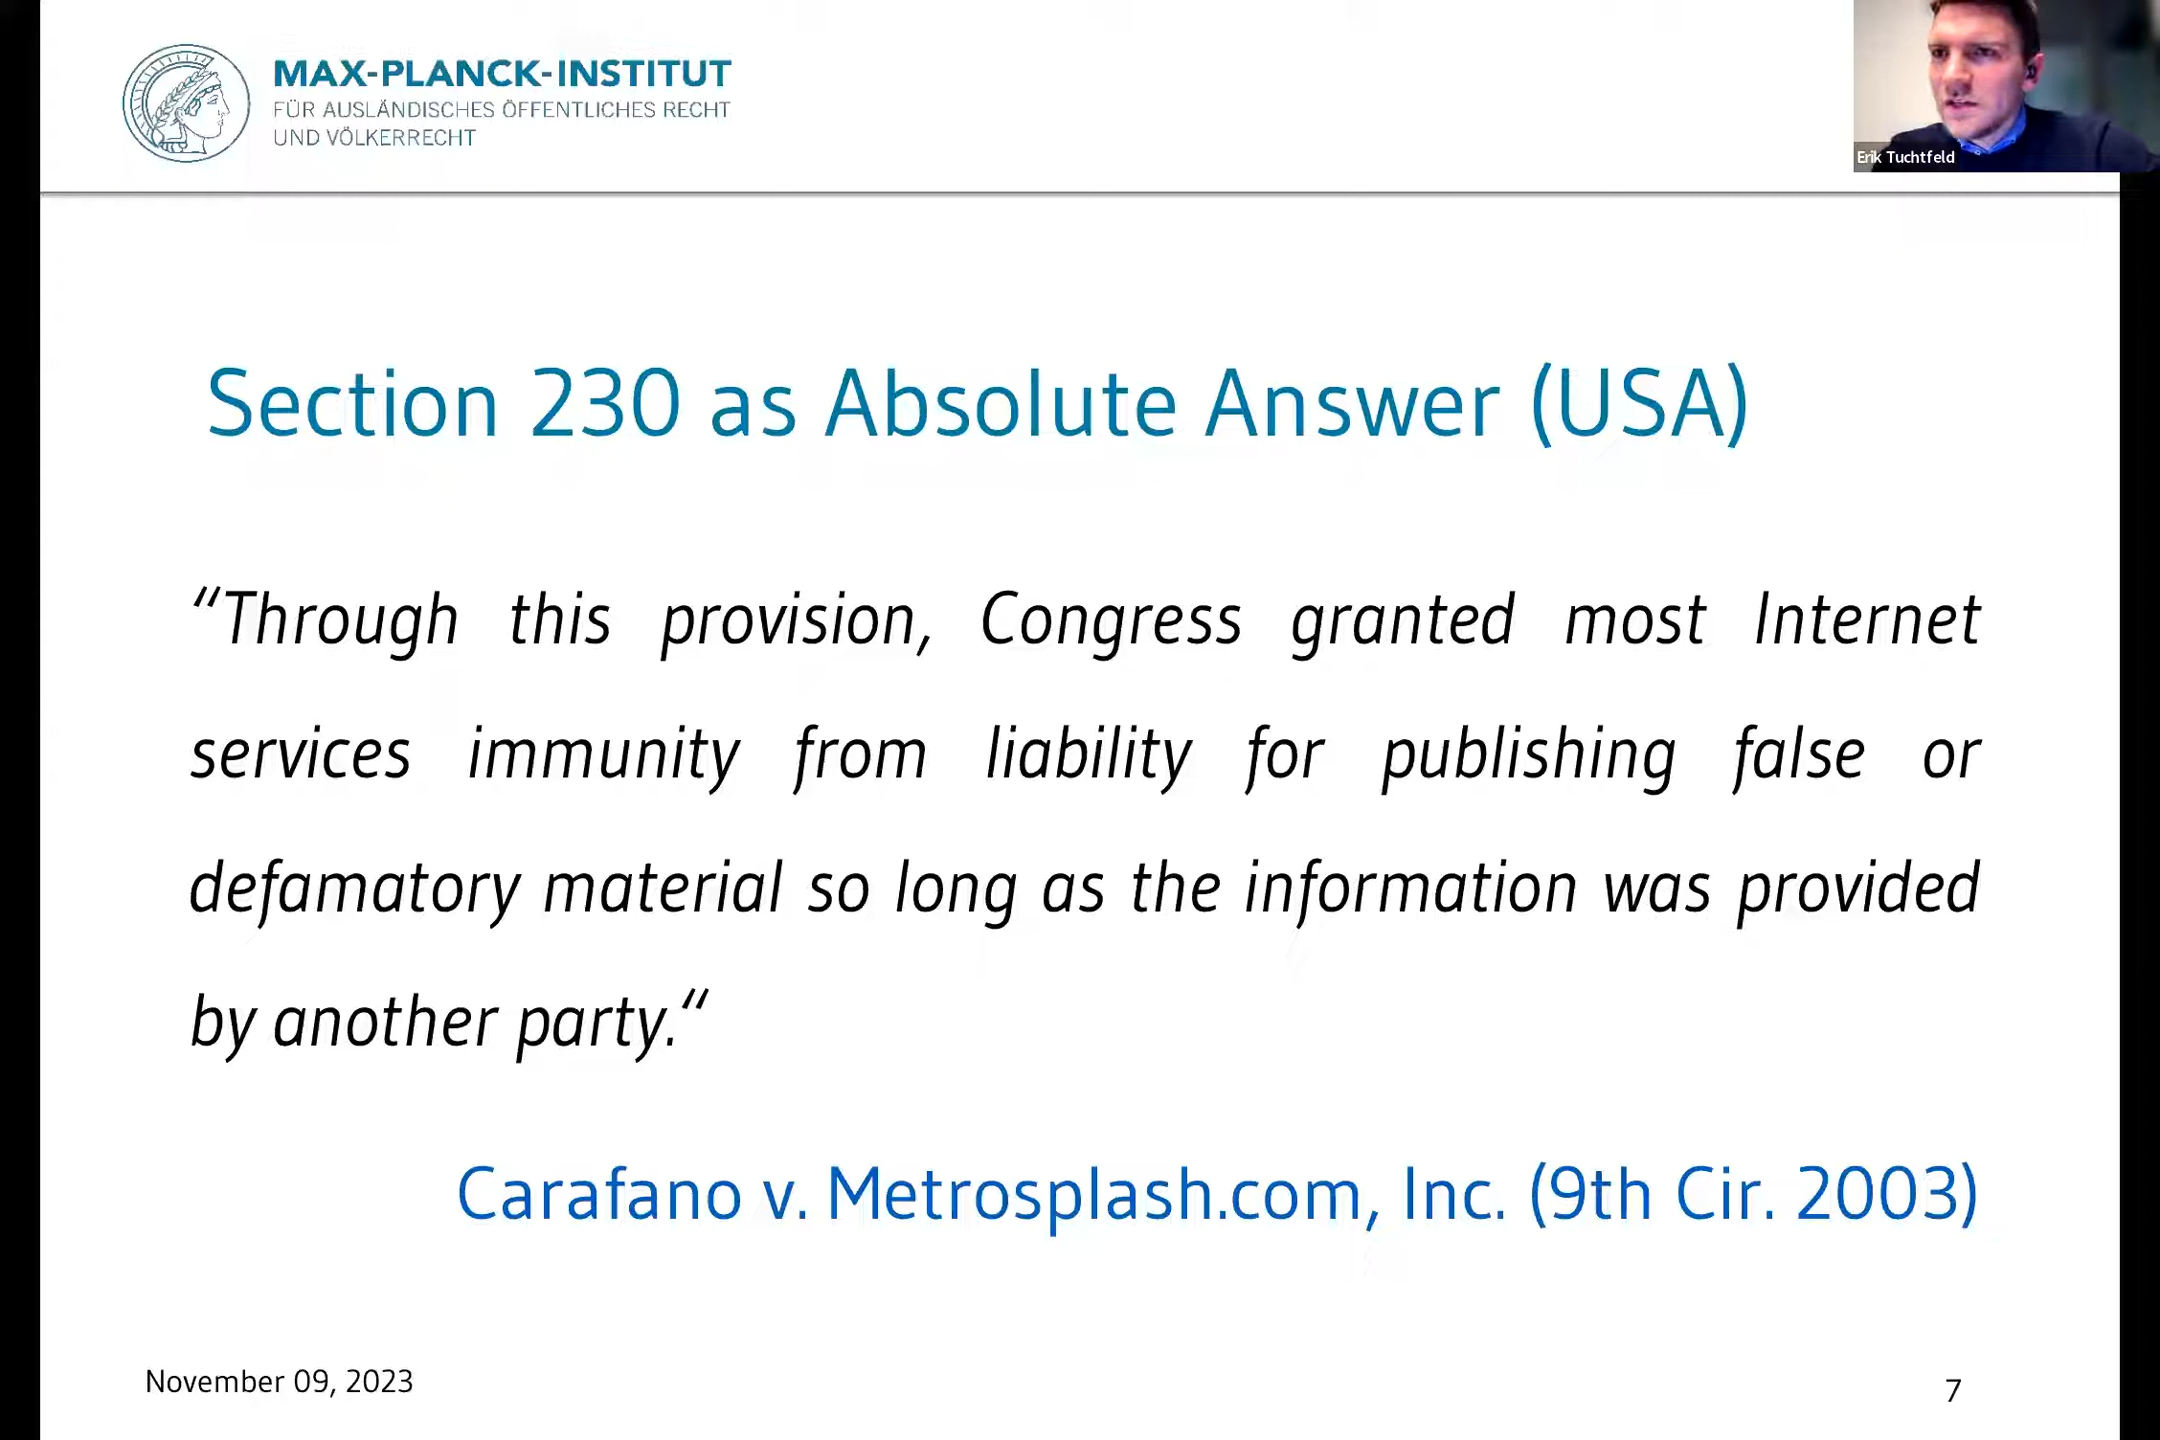 MAX-PLANCK-INSTITUT
FÜR AUSLÄNDISCHES ÖFFENTLICHES RECHT
UND VÖLKERRECHT
Erik Tuchtfeld
Section 230 as Absolute Answer (USA)
“Through this provision, Congress granted most Internet
services immunity from liability for publishing false or
defamatory material so long as the information was provided
by another party.“
Carafano v. Metrosplash.com, Inc. (9th Cir. 2003)
November 09, 2023
7